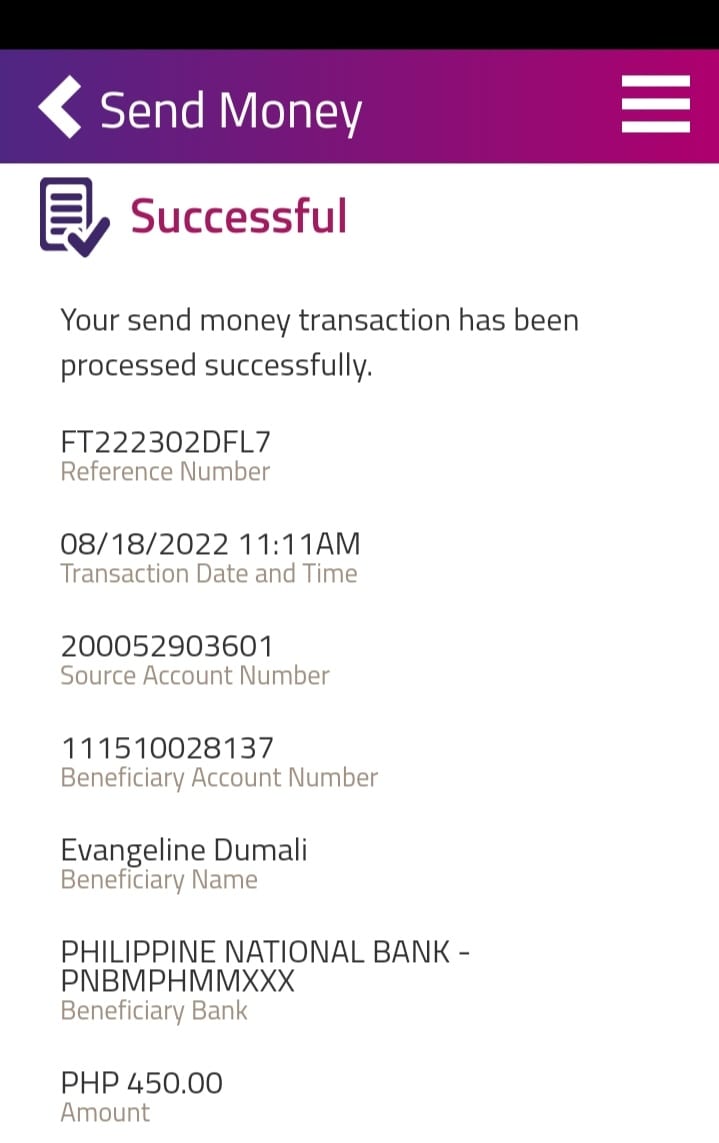 Send Money
Successful
Your send money transaction has been
processed successfully.
FT222302DFL7
Reference Number
08/18/2022 11:11AM
Transaction Date and Time
200052903601
Source Account Number
111510028137
Beneficiary Account Number
Evangeline Dumali
Beneficiary Name
PHILIPPINE NATIONAL BANK -
PNBMPHMMXXX
Beneficiary Bank
PHP 450.00
Amount